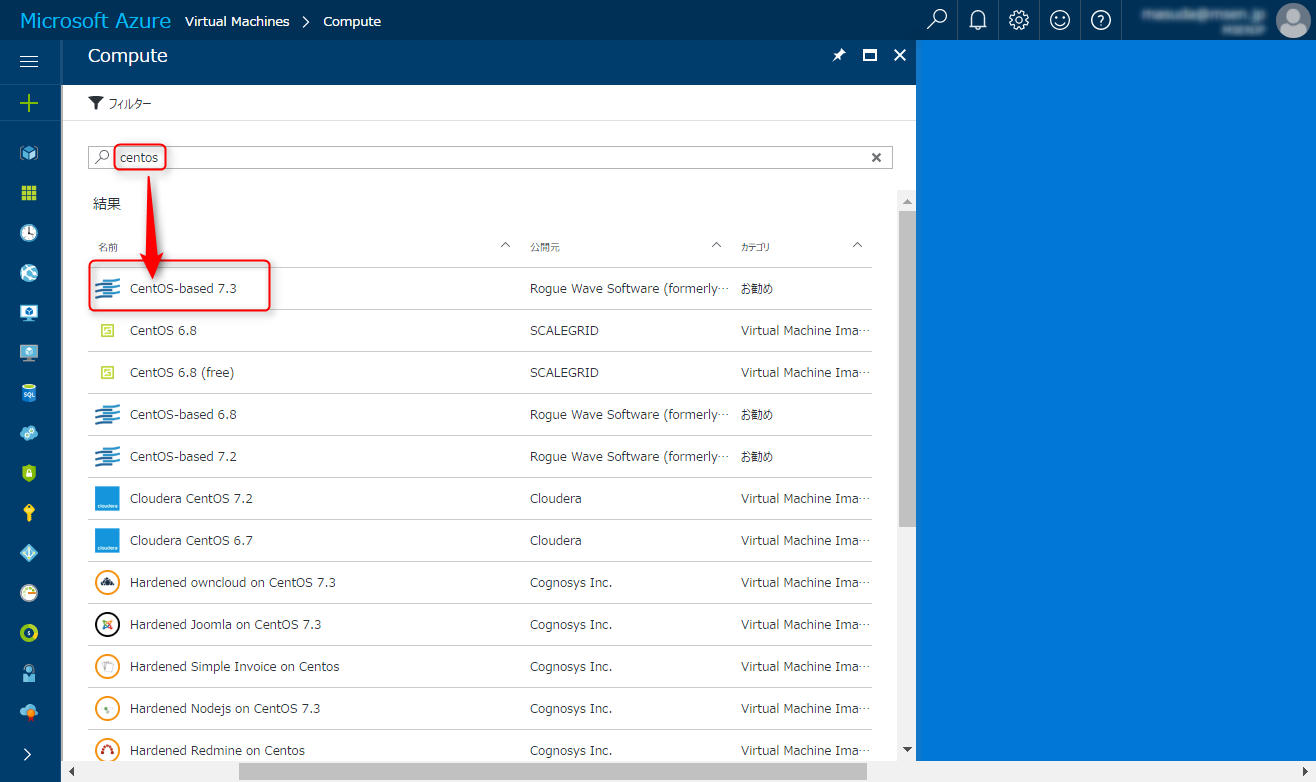 Microsoft Azure Virtual Machines > Compute
Compute
フィルター
centos
結果
名前 公開元 カテゴリ
CentOS-based 7.3 Rogue Wave Software (formerly··· お勧め
CentOS 6.8 SCALEGRID Virtual Machine Ima···
CentOS 6.8 (free) SCALEGRID Virtual Machine Ima···
CentOS-based 6.8 Rogue Wave Software (formerly··· お勧め
CentOS-based 7.2 Rogue Wave Software (formerly··· お勧め
cloudera Cloudera CentOS 7.2 Cloudera Virtual Machine Ima···
cloudera Cloudera CentOS 6.7 Cloudera Virtual Machine Ima···
Hardened owncloud on CentOS 7.3 Cognosys Inc. Virtual Machine Ima···
Hardened Joomla on CentOS 7.3 Cognosys Inc. Virtual Machine Ima···
Hardened Simple Invoice on Centos Cognosys Inc. Virtual Machine Ima···
Hardened Nodejs on CentOS 7.3 Cognosys Inc. Virtual Machine Ima···
Hardened Redmine on Centos Cognosys Inc. Virtual Machine Ima···
SQL